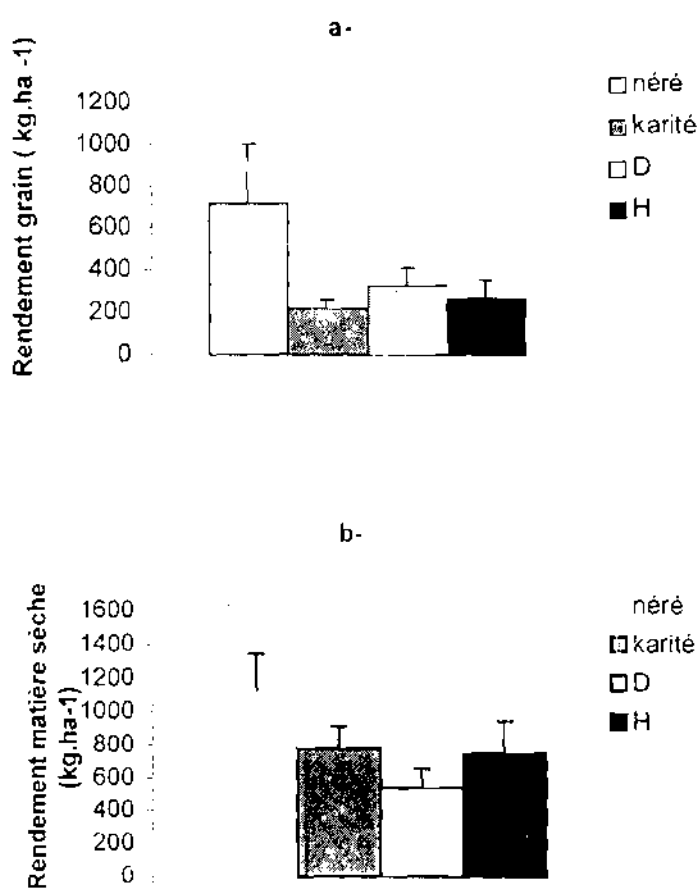 a-
Rendement grain ( kg.ha -1)
1200
1000
800
600
400
200
0
néré
karité
D
H
b-
Rendement matière sèche
(kg.ha-1)
1600
1400
1200
1000
800
600
400
200
0
néré
karité
D
H